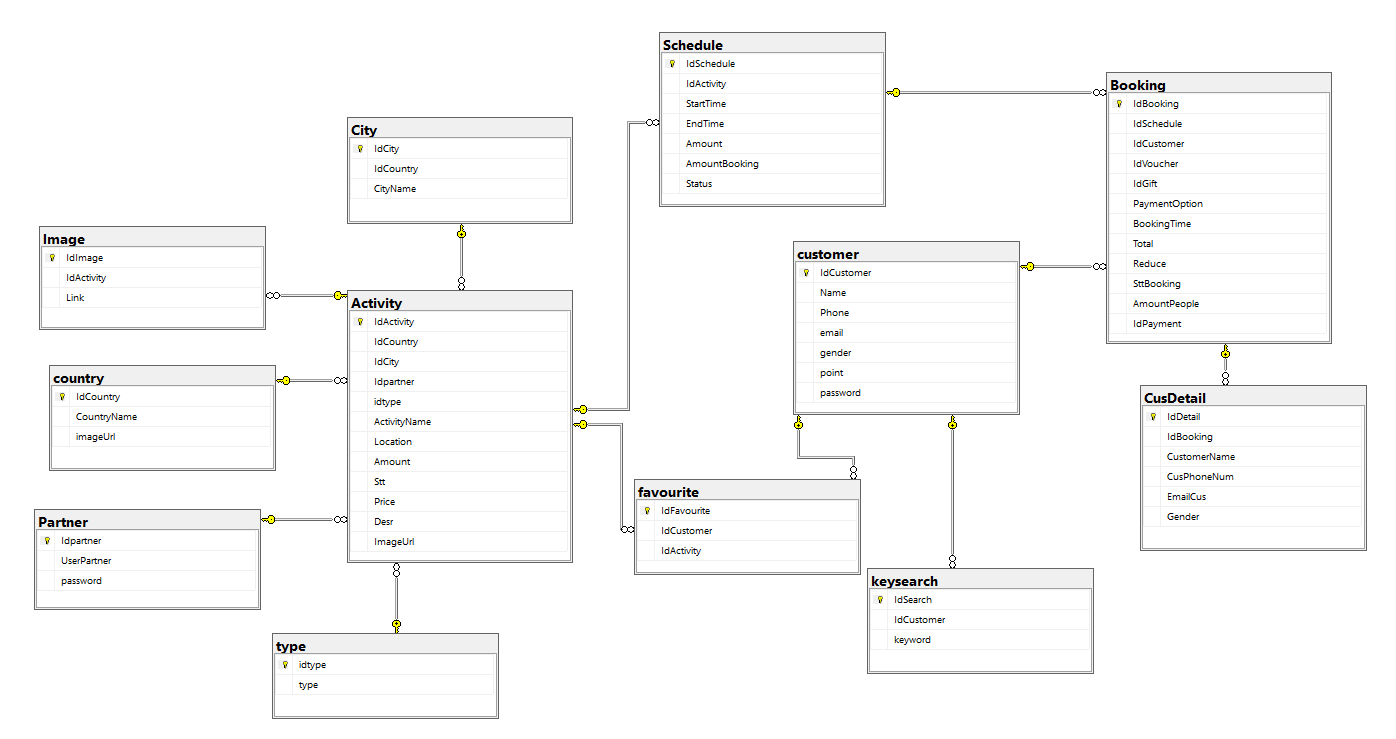 Schedule
IdSchedule
IdActivity
StartTime
EndTime
Amount
AmountBooking
Status
Booking
IdBooking
IdSchedule
IdCustomer
IdVoucher
IdGift
PaymentOption
BookingTime
Total
Reduce
SttBooking
AmountPeople
IdPayment
City
IdCity
IdCountry
CityName
Image
IdImage
IdActivity
Link
customer
IdCustomer
Name
Phone
email
gender
point
password
Activity
IdActivity
IdCountry
IdCity
Idpartner
idtype
ActivityName
Location
Amount
Stt
Price
Desr
ImageUrl
country
IdCountry
CountryName
imageUrl
CusDetail
IdDetail
IdBooking
CustomerName
CusPhoneNum
EmailCus
Gender
favourite
IdFavourite
IdCustomer
IdActivity
Partner
Idpartner
UserPartner
password
keysearch
IdSearch
IdCustomer
keyword
type
idtype
type